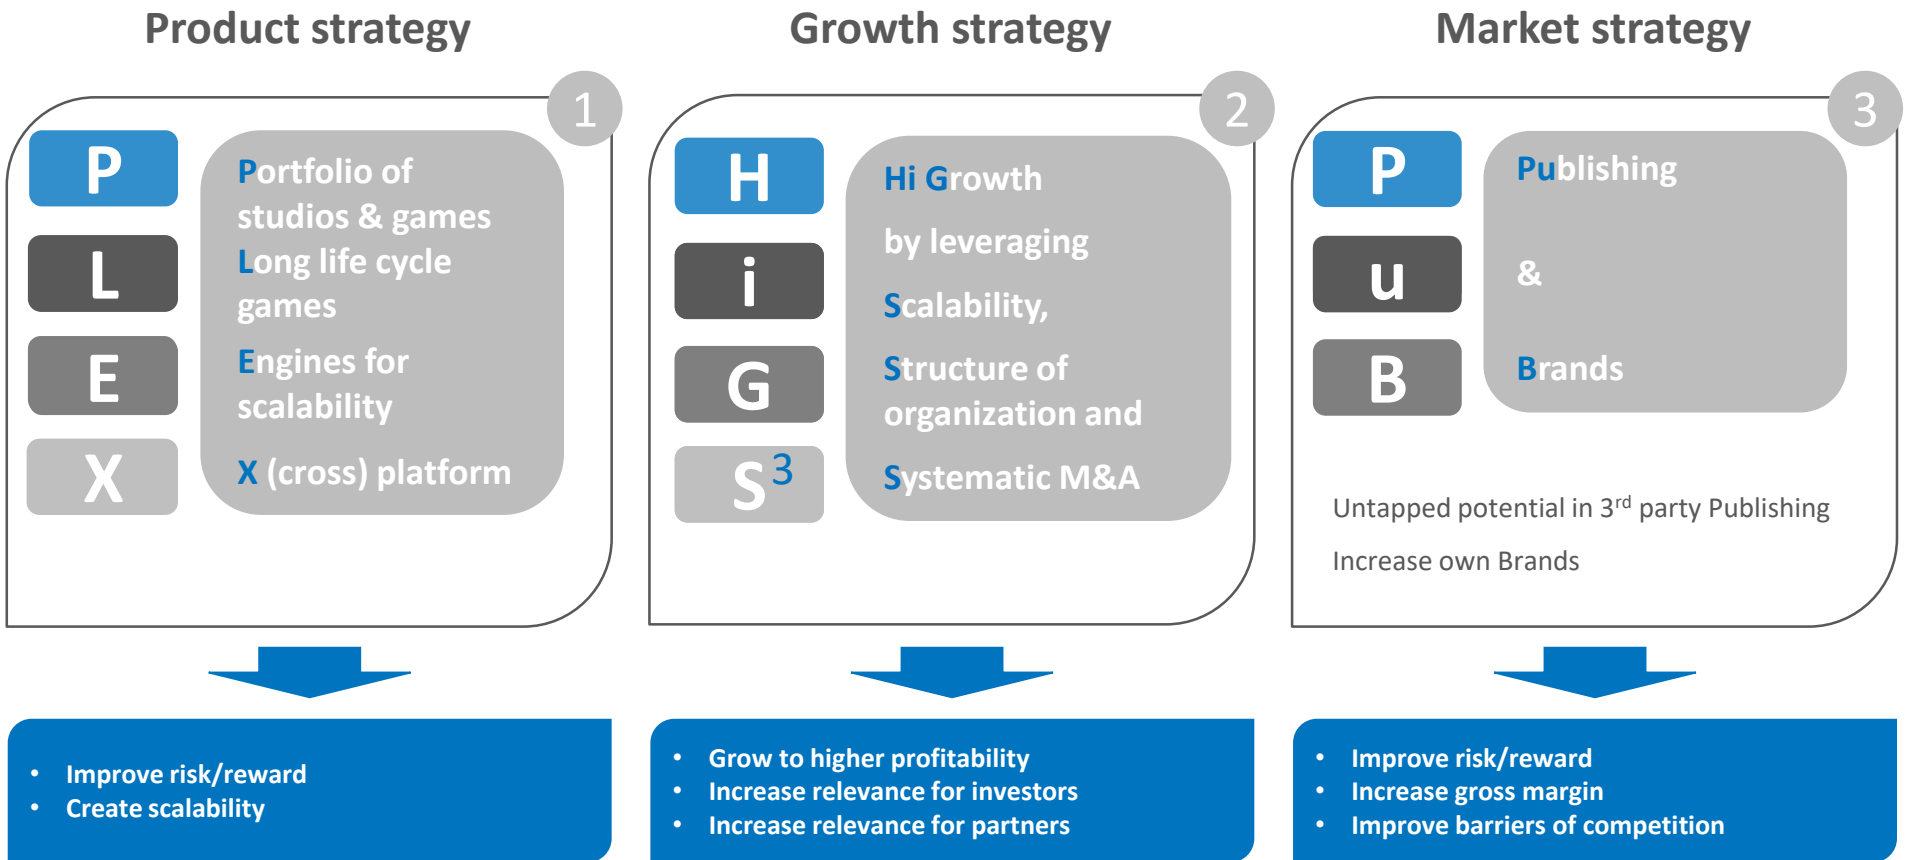 Product strategy
1
P
L
E
X
Portfolio of
studios & games
Long life cycle
games
Engines for
scalability
X (cross) platform
• Improve risk/reward
• Create scalability
Growth strategy
2
H
i
G
S³
Hi Growth
by leveraging
Scalability,
Structure of
organization and
Systematic M&A
• Grow to higher profitability
• Increase relevance for investors
• Increase relevance for partners
Market strategy
3
P
u
B
Publishing
&
Brands
Untapped potential in 3rd party Publishing
Increase own Brands
• Improve risk/reward
• Increase gross margin
• Improve barriers of competition